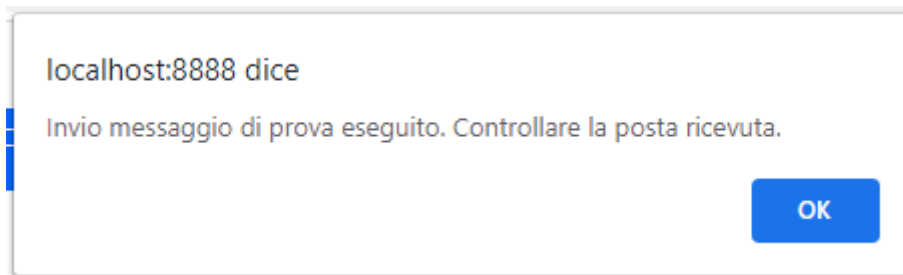 localhost:8888 dice
Invio messaggio di prova eseguito. Controllare la posta ricevuta.
OK